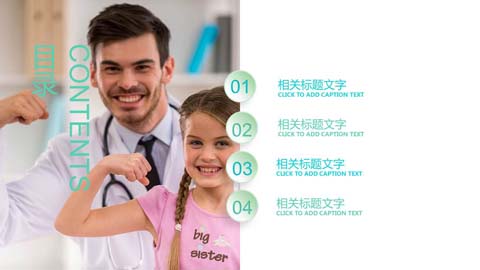 目录
CONTENTS
01
相关标题文字
CLICK TO ADD CAPTION TEXT
02
相关标题文字
CLICK TO ADD CAPTION TEXT
03
相关标题文字
CLICK TO ADD CAPTION TEXT
04
相关标题文字
CLICK TO ADD CAPTION TEXT
big
sister